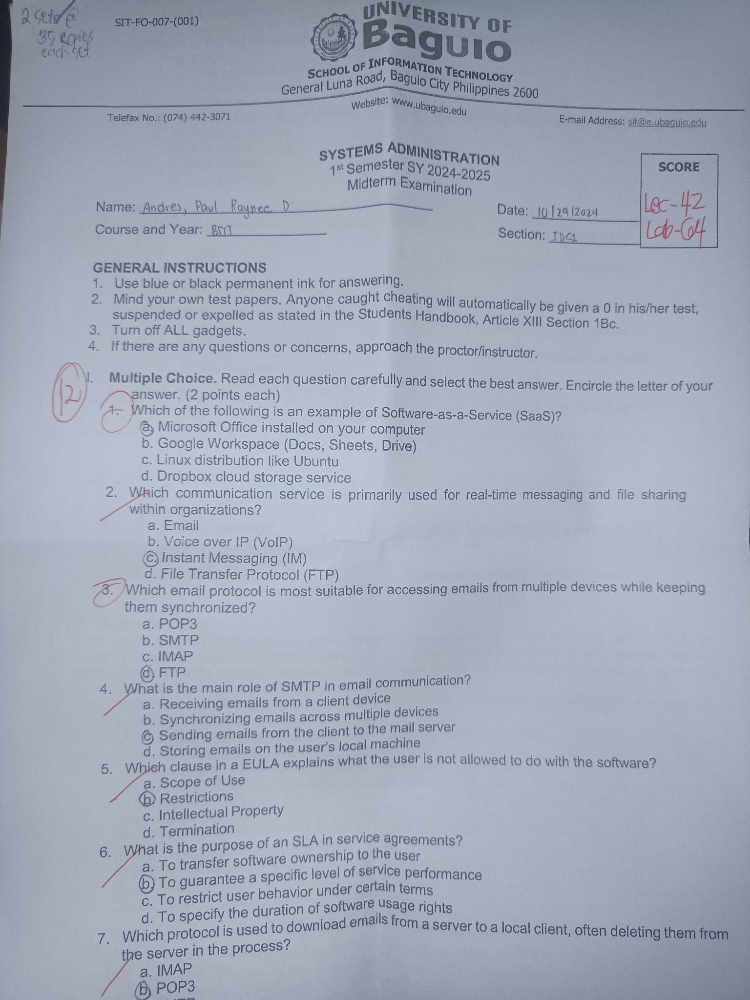 2 sets/@
35 copies
each set
SIT-FO-007-(001)
UNIVERSITY OF
Baguio
SCHOOL OF INFORMATION TECHNOLOGY
General Luna Road, Baguio City Philippines 2600
Telefax No.: (074) 442-3071
Website: www.ubaguio.edu
E-mail Address: sit@e.ubaguio.edu
SYSTEMS ADMINISTRATION
1st Semester SY 2024-2025
Midterm Examination
SCORE
Lec-42
Lab-64
Name: Andres, Paul Raynee D.
Date: 10/29/2024
Course and Year: BSIT
Section: IDC1
GENERAL INSTRUCTIONS
1. Use blue or black permanent ink for answering.
2. Mind your own test papers. Anyone caught cheating will automatically be given a 0 in his/her test,
suspended or expelled as stated in the Students Handbook, Article XIII Section 1Bc.
3. Turn off ALL gadgets.
4. If there are any questions or concerns, approach the proctor/instructor.
12
I. Multiple Choice. Read each question carefully and select the best answer. Encircle the letter of your
answer. (2 points each)
1. Which of the following is an example of Software-as-a-Service (SaaS)?
a. Microsoft Office installed on your computer
b. Google Workspace (Docs, Sheets, Drive)
c. Linux distribution like Ubuntu
d. Dropbox cloud storage service
2. Which communication service is primarily used for real-time messaging and file sharing
within organizations?
a. Email
b. Voice over IP (VoIP)
c. Instant Messaging (IM)
d. File Transfer Protocol (FTP)
3. Which email protocol is most suitable for accessing emails from multiple devices while keeping
them synchronized?
a. POP3
b. SMTP
c. IMAP
d. FTP
4. What is the main role of SMTP in email communication?
a. Receiving emails from a client device
b. Synchronizing emails across multiple devices
c. Sending emails from the client to the mail server
d. Storing emails on the user's local machine
5. Which clause in a EULA explains what the user is not allowed to do with the software?
a. Scope of Use
b. Restrictions
c. Intellectual Property
d. Termination
6. What is the purpose of an SLA in service agreements?
a. To transfer software ownership to the user
b. To guarantee a specific level of service performance
c. To restrict user behavior under certain terms
d. To specify the duration of software usage rights
7. Which protocol is used to download emails from a server to a local client, often deleting them from
the server in the process?
a. IMAP
b. POP3